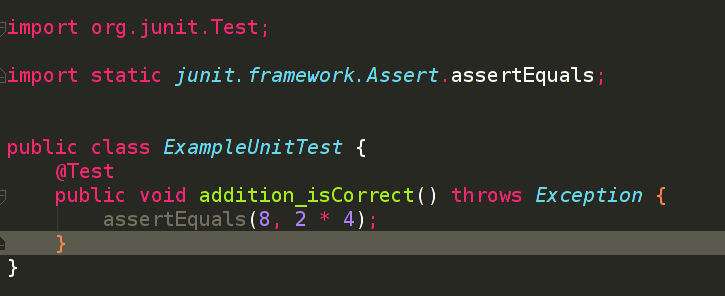 import org.junit.Test;
import static junit.framework.Assert.assertEquals;
public class ExampleUnitTest {
@Test
public void addition_isCorrect() throws Exception {
assertEquals(8, 2 * 4);
}
}